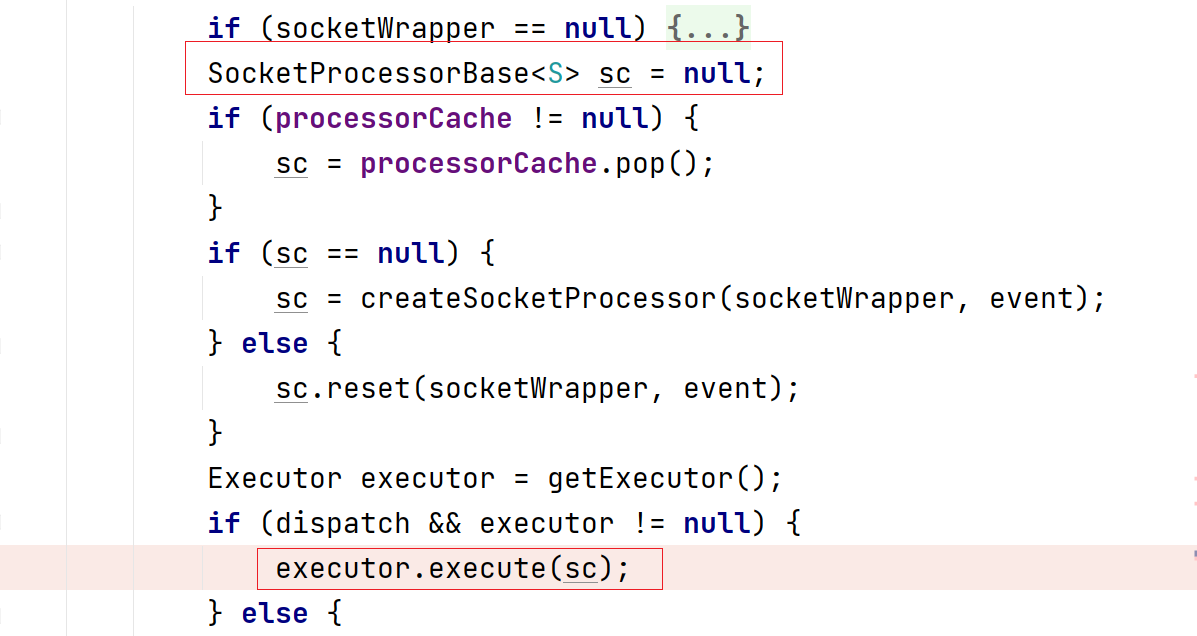 if (socketWrapper == null) {...}
SocketProcessorBase<S> sc = null;
if (processorCache != null) {
    sc = processorCache.pop();
}
if (sc == null) {
    sc = createSocketProcessor(socketWrapper, event);
} else {
    sc.reset(socketWrapper, event);
}
Executor executor = getExecutor();
if (dispatch && executor != null) {
    executor.execute(sc);
} else {